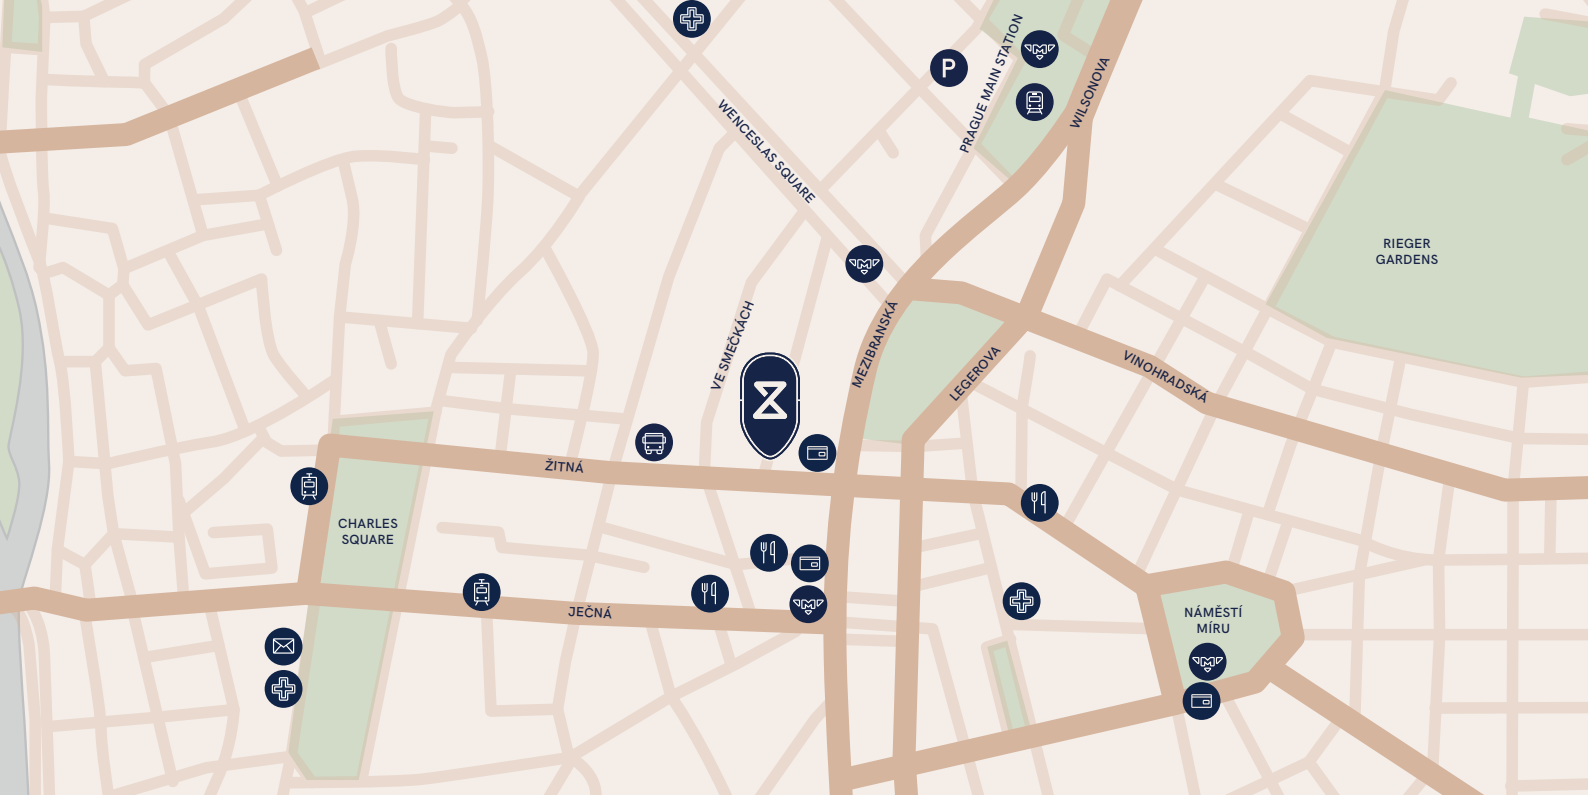 PRAGUE MAIN STATION
P
WILSONOVA
WENCESLAS SQUARE
RIEGER
GARDENS
VE SMEČKÁCH
MEZIBRANSKÁ
LEGEROVA
VINOHRADSKÁ
ŽITNÁ
CHARLES
SQUARE
JEČNÁ
NÁMĚSTÍ
MÍRU